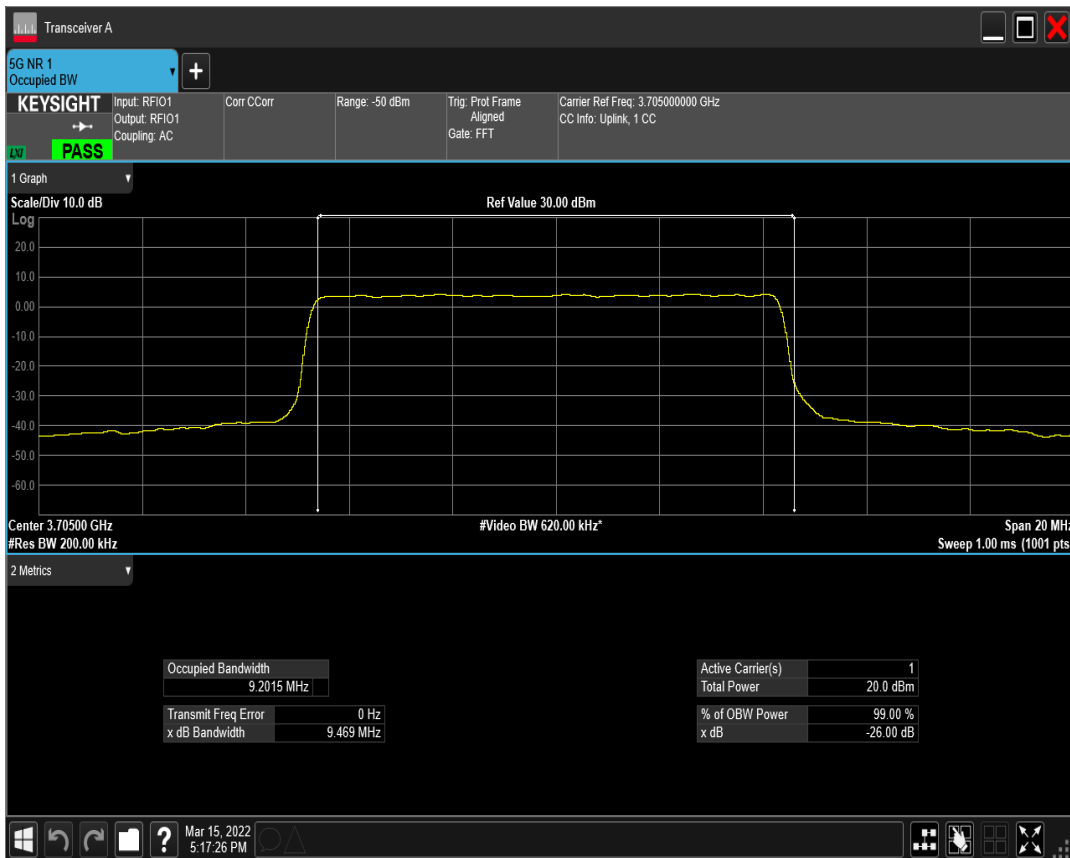 Transceiver A
5G NR 1
Occupied BW
KEYSIGHT
LXI
PASS
Input: RFIO1
Output: RFIO1
Coupling: AC
Corr CCorr
Range: -50 dBm
Trig: Prot Frame
Aligned
Gate: FFT
Carrier Ref Freq: 3.705000000 GHz
CC Info: Uplink, 1 CC
1 Graph
Scale/Div 10.0 dB
Ref Value 30.00 dBm
Log
20.0
10.0
0.00
-10.0
-20.0
-30.0
-40.0
-50.0
-60.0
Center 3.70500 GHz
#Video BW 620.00 kHz*
Span 20 MHz
#Res BW 200.00 kHz
Sweep 1.00 ms (1001 pts
2 Metrics
Occupied Bandwidth
9.2015 MHz
Transmit Freq Error 0 Hz
x dB Bandwidth 9.469 MHz
Active Carrier(s) 1
Total Power 20.0 dBm
% of OBW Power 99.00 %
x dB -26.00 dB
Mar 15, 2022
5:17:26 PM